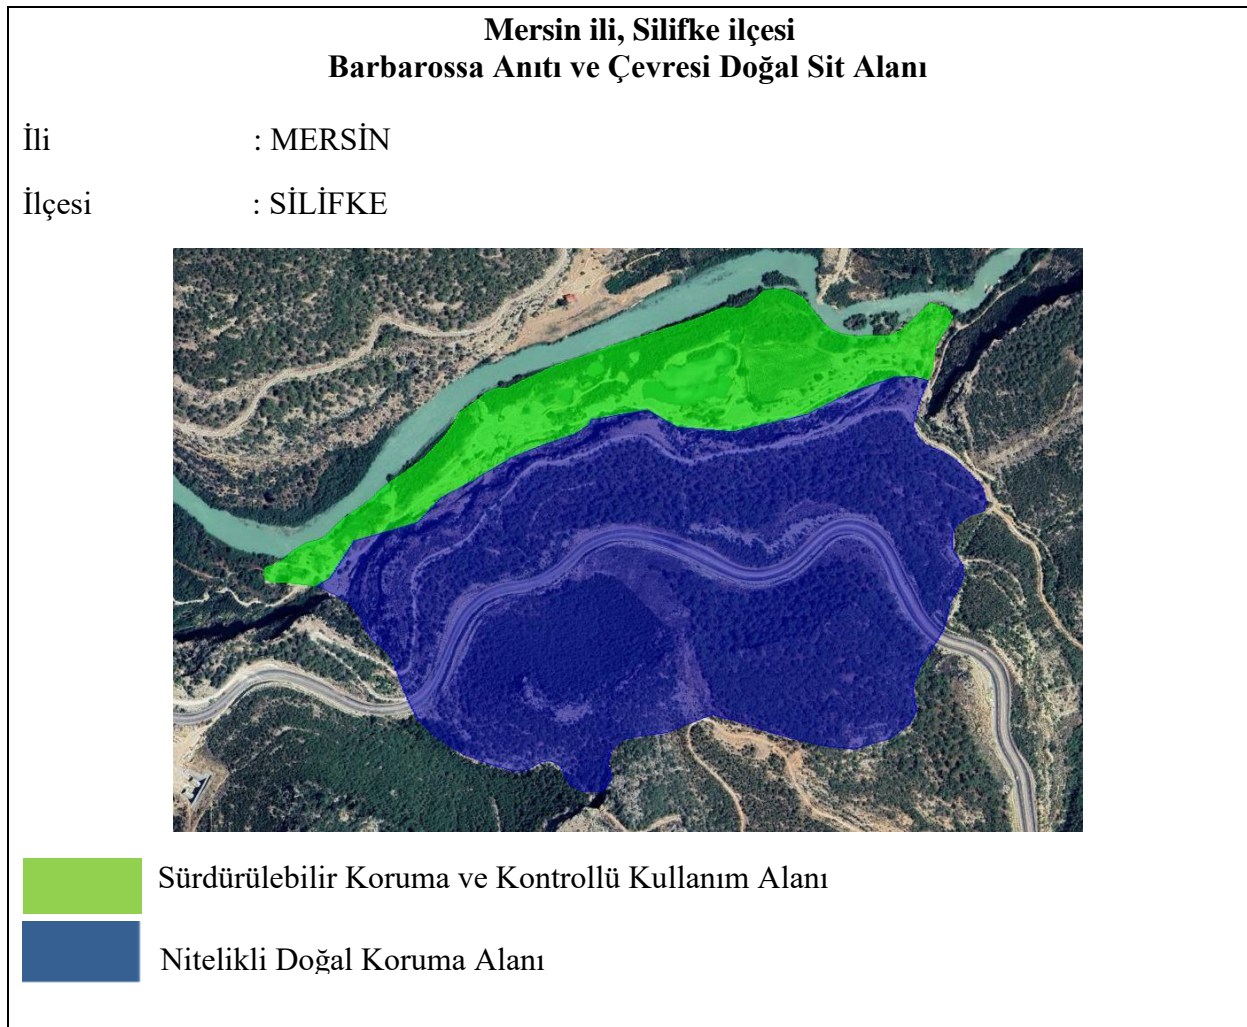 Mersin ili, Silifke ilçesi
Barbarossa Anıtı ve Çevresi Doğal Sit Alanı
İli : MERSİN
İlçesi : SİLİFKE
Sürdürülebilir Koruma ve Kontrollü Kullanım Alanı
Nitelikli Doğal Koruma Alanı